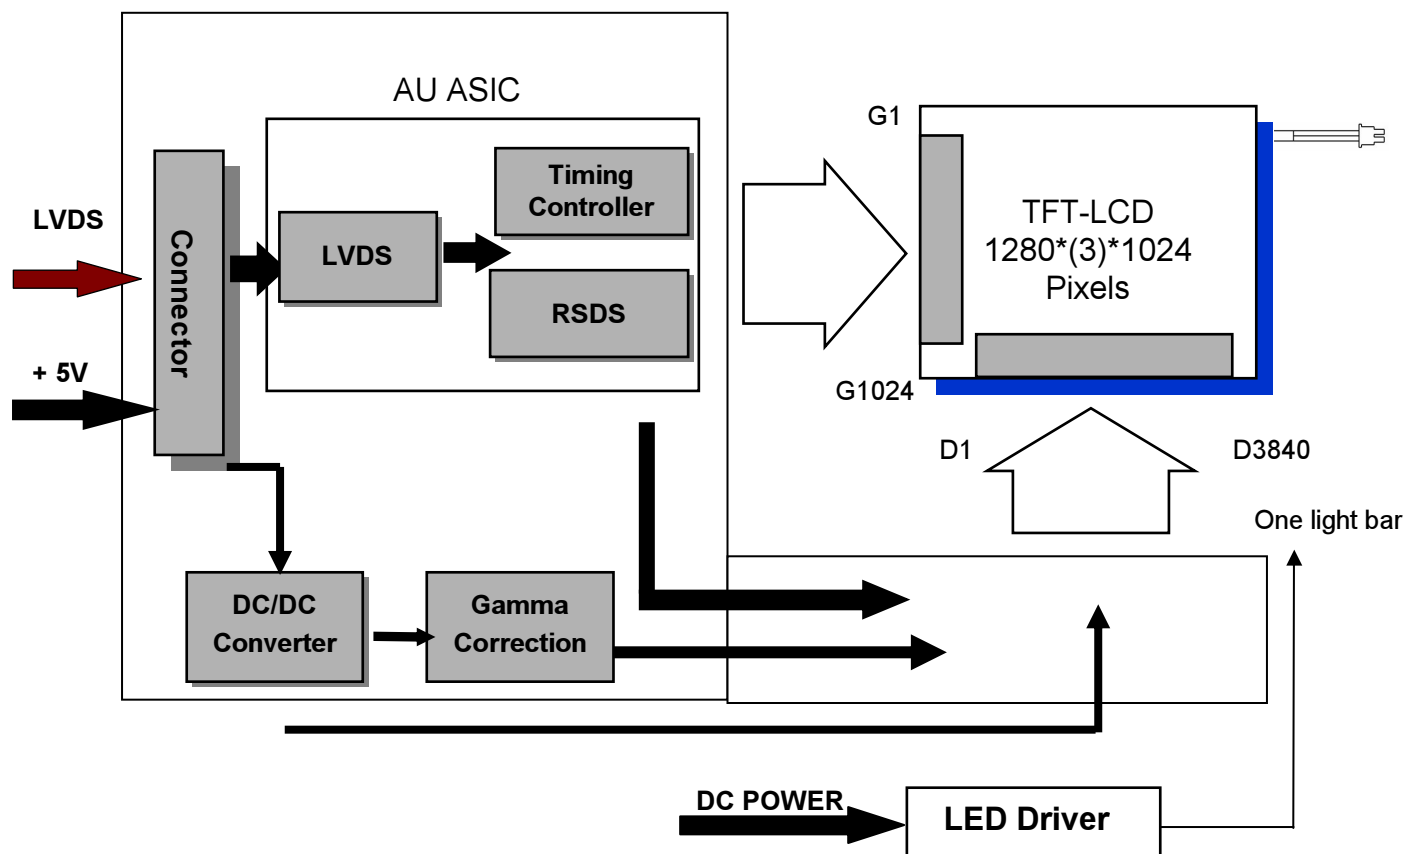 AU ASIC
G1
Timing
Controller
TFT-LCD
1280*(3)*1024
Pixels
LVDS
Connector
LVDS
RSDS
+ 5V
G1024
D1
D3840
One light bar
DC/DC
Converter
Gamma
Correction
DC POWER
LED Driver